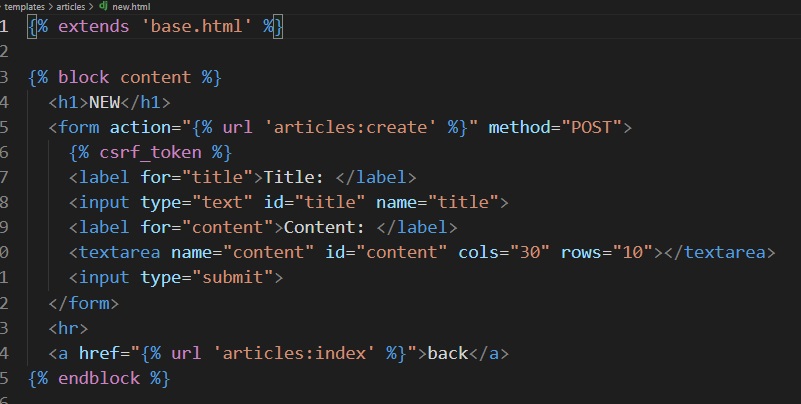 templates > articles > dj new.html
1 {% extends 'base.html' %}
2
3 {% block content %}
4 <h1>NEW</h1>
5 <form action="{% url 'articles:create' %}" method="POST">
6 {% csrf_token %}
7 <label for="title">Title: </label>
8 <input type="text" id="title" name="title">
9 <label for="content">Content: </label>
0 <textarea name="content" id="content" cols="30" rows="10"></textarea>
1 <input type="submit">
2 </form>
3 <hr>
4 <a href="{% url 'articles:index' %}">back</a>
5 {% endblock %}
6